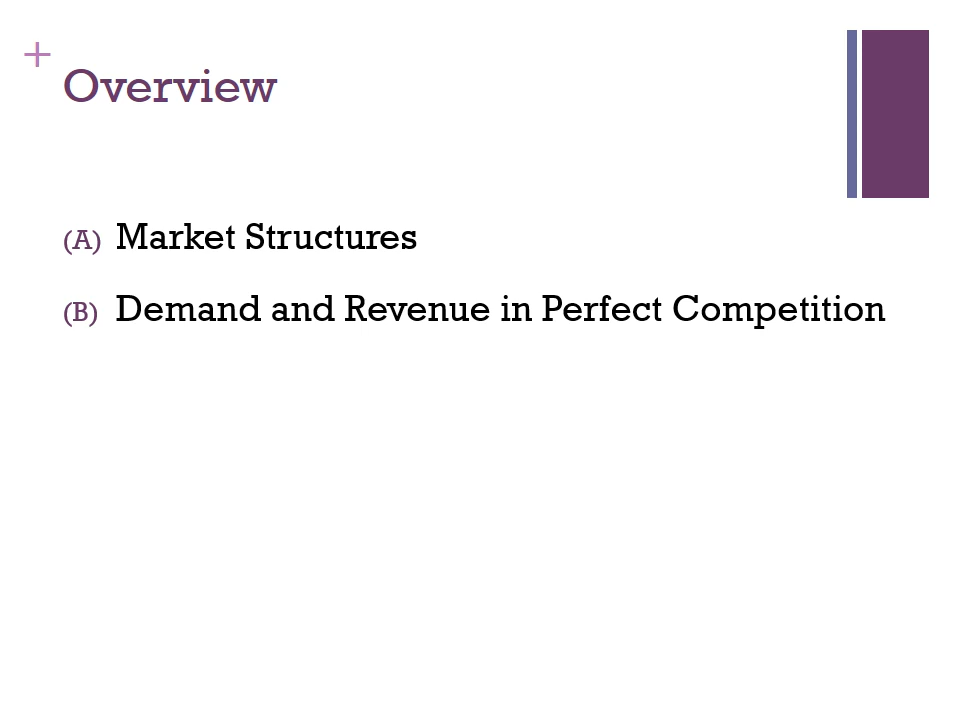 +
Overview
(A) Market Structures
(B) Demand and Revenue in Perfect Competition